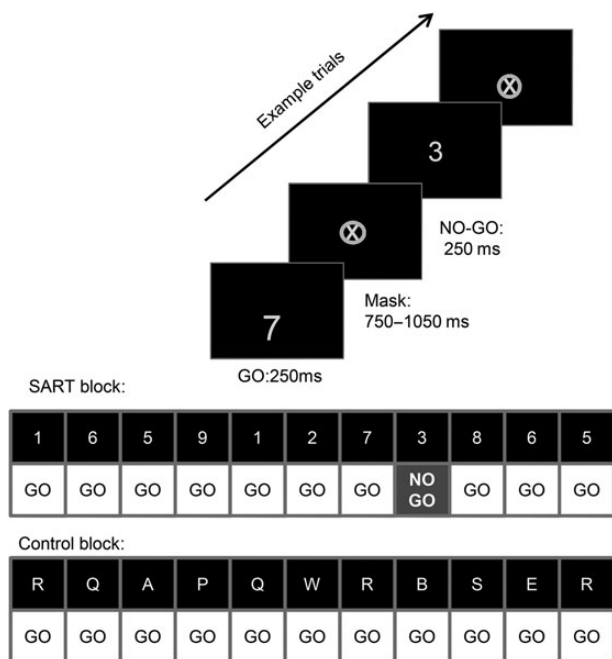 Example trials
3
NO-GO:
250 ms
Mask:
750–1050 ms
7
GO:250ms
SART block:
1 6 5 9 1 2 7 3 8 6 5
GO GO GO GO GO GO GO NO GO GO GO GO
Control block:
R Q A P Q W R B S E R
GO GO GO GO GO GO GO GO GO GO GO